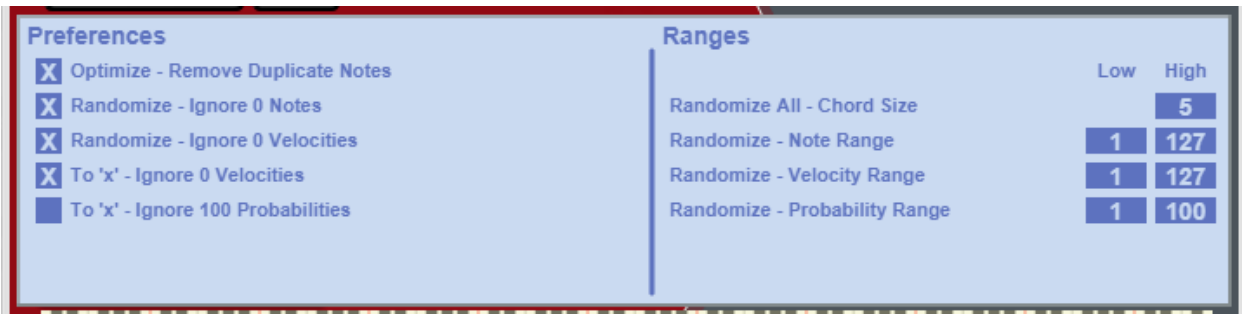 Preferences
X Optimize - Remove Duplicate Notes
X Randomize - Ignore 0 Notes
X Randomize - Ignore 0 Velocities
X To 'x' - Ignore 0 Velocities
To 'x' - Ignore 100 Probabilities
Ranges
Low High
Randomize All - Chord Size 5
Randomize - Note Range 1 127
Randomize - Velocity Range 1 127
Randomize - Probability Range 1 100